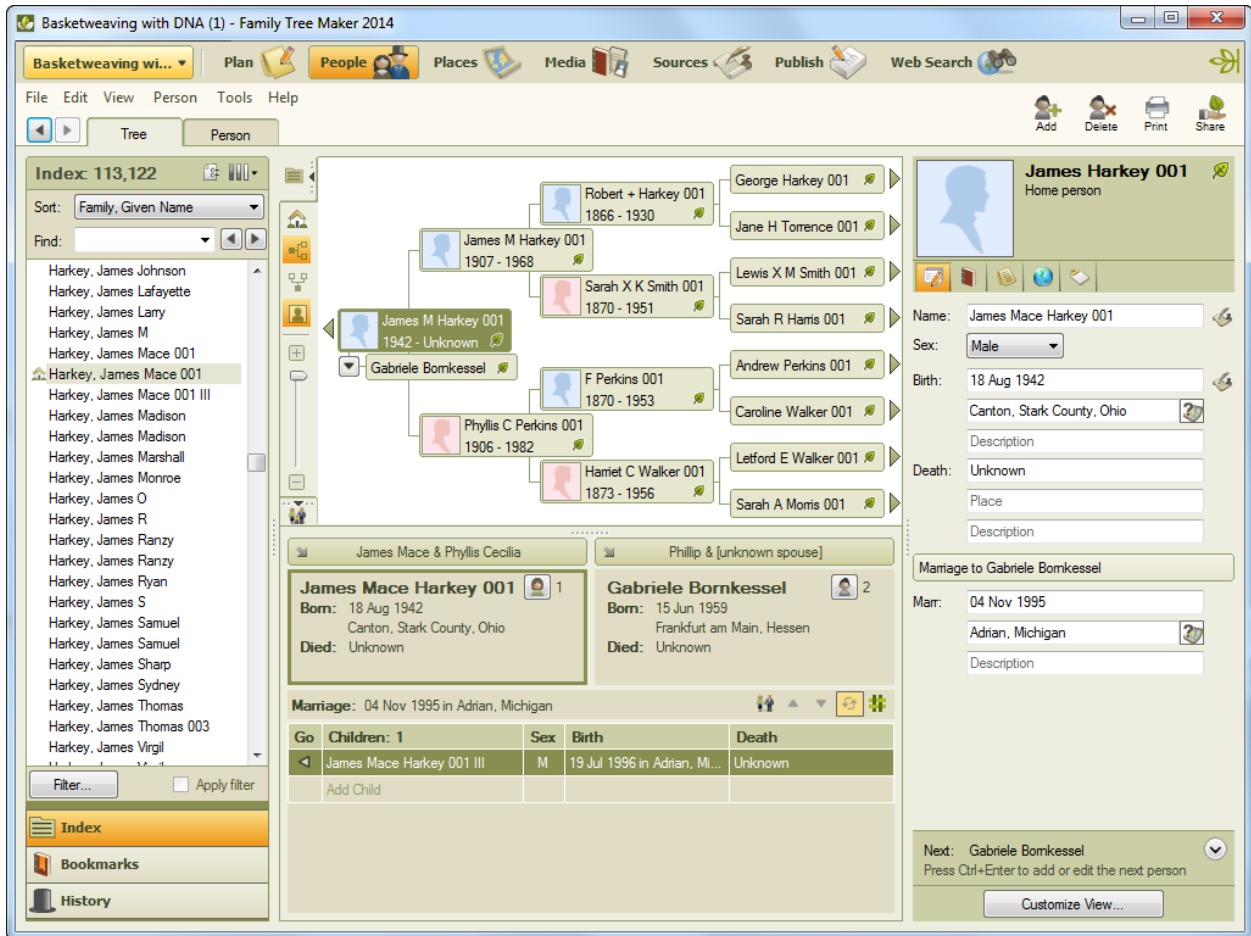 Basketweaving with DNA (1) - Family Tree Maker 2014
Basketweaving wi...
Plan
People
Places
Media
Sources
Publish
Web Search
File Edit View Person Tools Help
Add
Delete
Print
Share
Tree
Person
Index: 113,122
Sort: Family, Given Name
Find:
Harkey, James Johnson
Harkey, James Lafayette
Harkey, James Larry
Harkey, James M
Harkey, James Mace 001
Harkey, James Mace 001
Harkey, James Mace 001 III
Harkey, James Madison
Harkey, James Madison
Harkey, James Marshall
Harkey, James Monroe
Harkey, James O
Harkey, James R
Harkey, James Ranzy
Harkey, James Ranzy
Harkey, James Ryan
Harkey, James S
Harkey, James Samuel
Harkey, James Samuel
Harkey, James Sharp
Harkey, James Sydney
Harkey, James Thomas
Harkey, James Thomas 003
Harkey, James Virgil
Filter...
Apply filter
Index
Bookmarks
History
James M Harkey 001
1942 - Unknown
Gabriele Bornkessel
James M Harkey 001
1907 - 1968
Phyllis C Perkins 001
1906 - 1982
Robert + Harkey 001
1866 - 1930
Sarah X K Smith 001
1870 - 1951
F Perkins 001
1870 - 1953
Harriet C Walker 001
1873 - 1956
George Harkey 001
Jane H Torrence 001
Lewis X M Smith 001
Sarah R Harris 001
Andrew Perkins 001
Caroline Walker 001
Letford E Walker 001
Sarah A Morris 001
James Mace & Phyllis Cecilia
Phillip & [unknown spouse]
James Mace Harkey 001
1
Born: 18 Aug 1942
Canton, Stark County, Ohio
Died: Unknown
Gabriele Bornkessel
2
Born: 15 Jun 1959
Frankfurt am Main, Hessen
Died: Unknown
Marriage: 04 Nov 1995 in Adrian, Michigan
Go Children: 1 Sex Birth Death
James Mace Harkey 001 III M 19 Jul 1996 in Adrian, Mi... Unknown
Add Child
James Harkey 001
Home person
Name: James Mace Harkey 001
Sex: Male
Birth: 18 Aug 1942
Canton, Stark County, Ohio
Description
Death: Unknown
Place
Description
Marriage to Gabriele Bornkessel
Marr: 04 Nov 1995
Adrian, Michigan
Description
Next: Gabriele Bornkessel
Press Ctrl+Enter to add or edit the next person
Customize View...